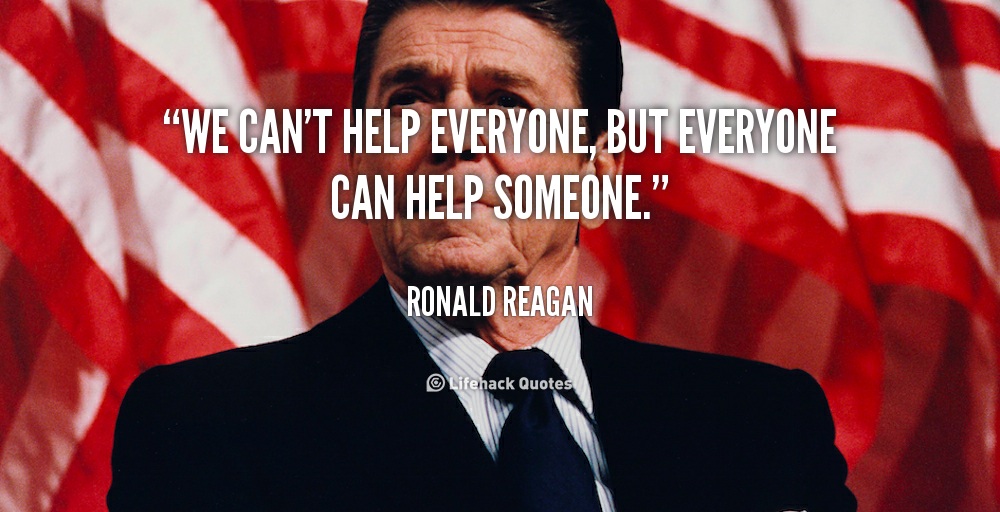 “WE CAN’T HELP EVERYONE, BUT EVERYONE
CAN HELP SOMEONE.”
RONALD REAGAN
Lifehack Quotes